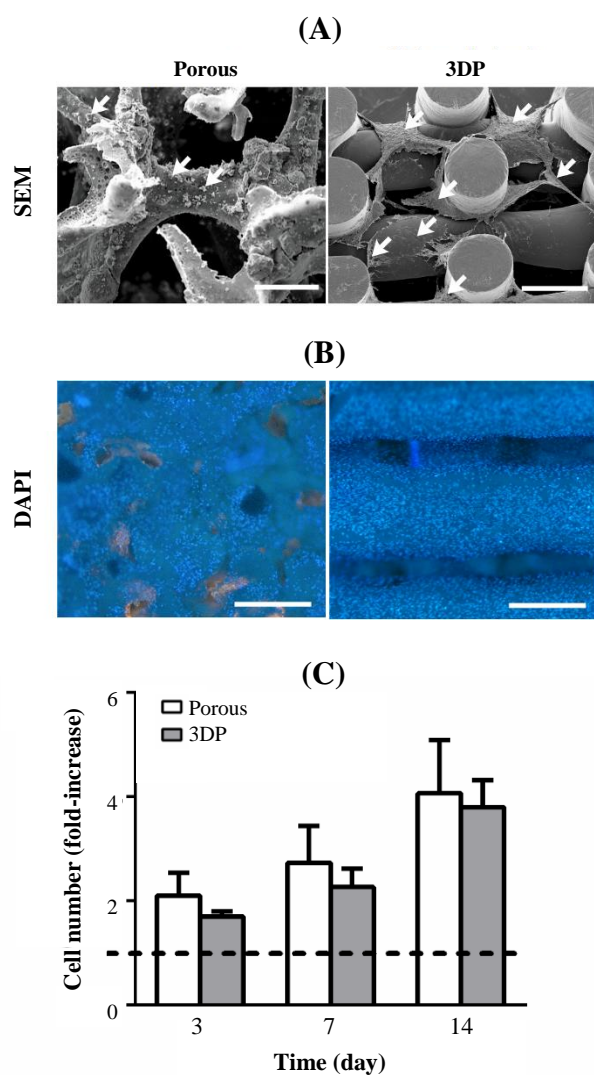 (A)
Porous 3DP
SEM
(B)
DAPI
(C)
Cell number (fold-increase)
6
4
2
0
Porous
3DP
3 7 14
Time (day)